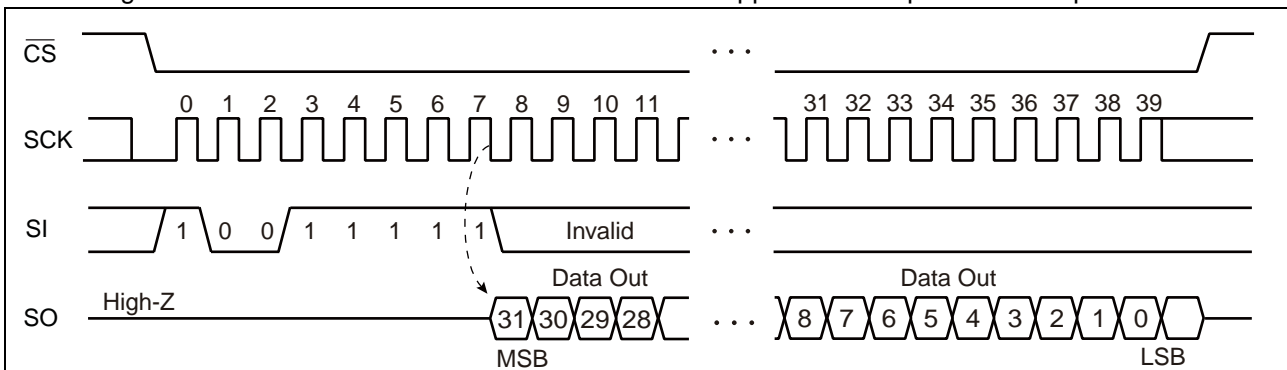 CS
. . .
0 1 2 3 4 5 6 7 8 9 10 11 31 32 33 34 35 36 37 38 39
SCK
. . .
SI
1 0 0 1 1 1 1 1 Invalid . . .
Data Out Data Out
High-Z
SO
31 30 29 28 . . . 8 7 6 5 4 3 2 1 0
MSB LSB